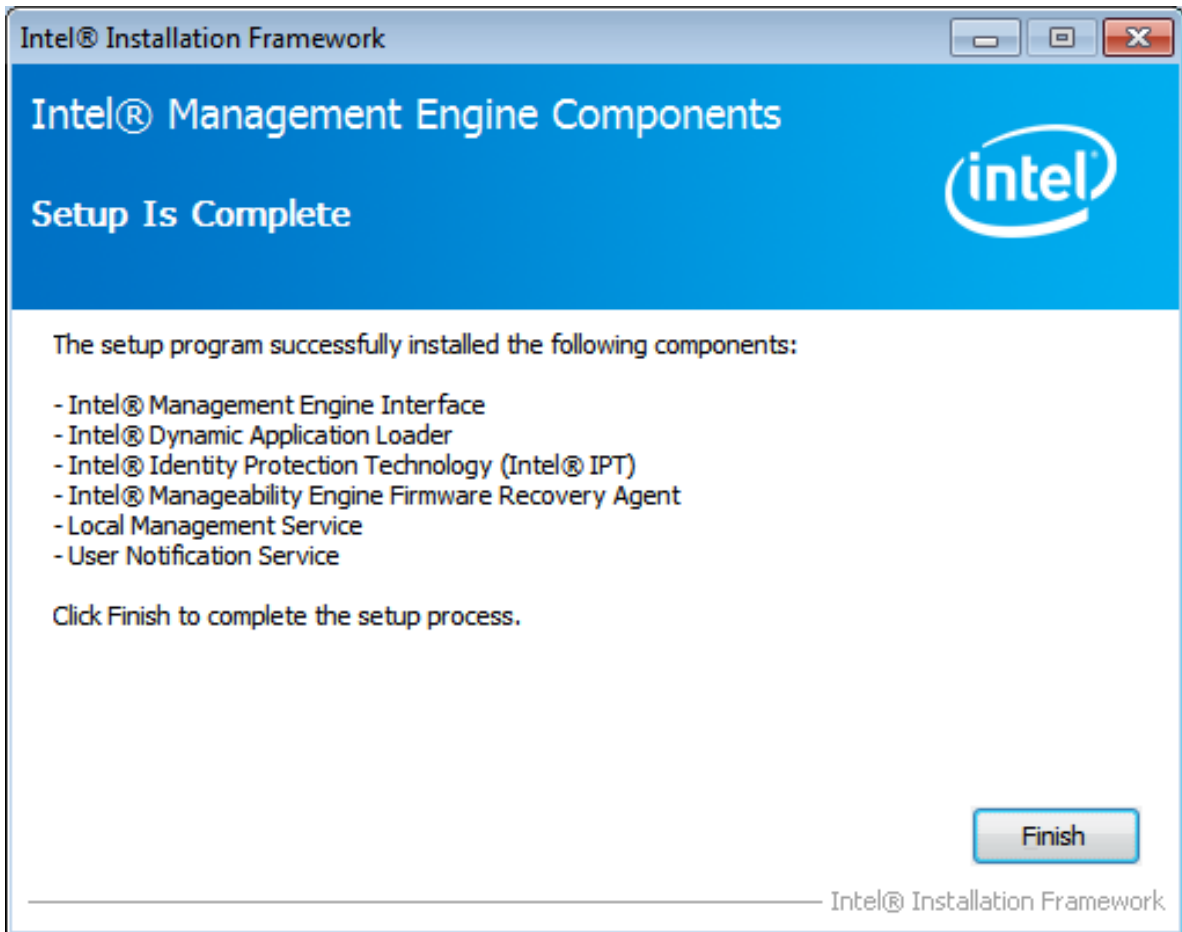 Intel® Installation Framework
Intel® Management Engine Components
intel
Setup Is Complete
The setup program successfully installed the following components:
- Intel® Management Engine Interface
- Intel® Dynamic Application Loader
- Intel® Identity Protection Technology (Intel® IPT)
- Intel® Manageability Engine Firmware Recovery Agent
- Local Management Service
- User Notification Service
Click Finish to complete the setup process.
Finish
Intel® Installation Framework